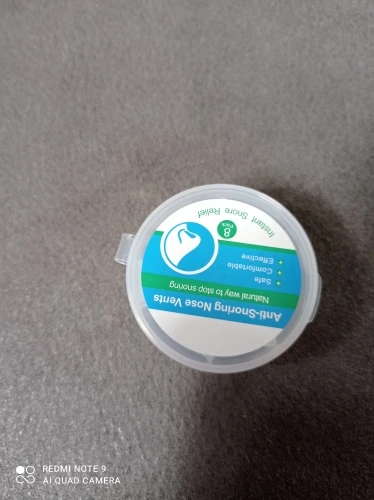 Anti-Snoring Nose Vents
Natural way to stop snoring
+ Safe
+ Comfortable
+ Effective
8
Pack
Instant Snore Relief
REDMI NOTE 9
AI QUAD CAMERA